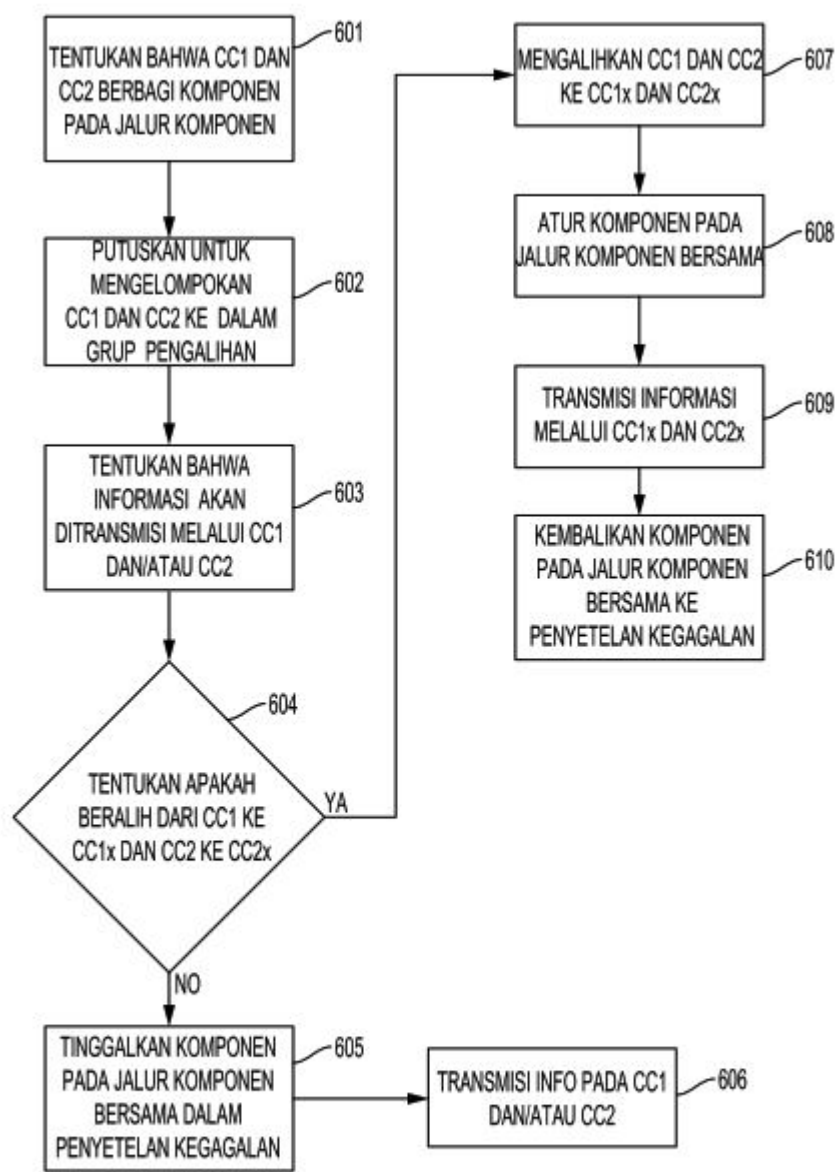 TENTUKAN BAHWA CC1 DAN
CC2 BERBAGI KOMPONEN
PADA JALUR KOMPONEN
601
PUTUSKAN UNTUK
MENGELOMPOKAN
CC1 DAN CC2 KE DALAM
GRUP PENGALIHAN
602
TENTUKAN BAHWA
INFORMASI AKAN
DITRANSMISI MELALUI CC1
DAN/ATAU CC2
603
604
TENTUKAN APAKAH
BERALIH DARI CC1 KE
CC1x DAN CC2 KE CC2x
YA
NO
TINGGALKAN KOMPONEN
PADA JALUR KOMPONEN
BERSAMA DALAM
PENYETELAN KEGAGALAN
605
TRANSMISI INFO PADA CC1
DAN/ATAU CC2
606
MENGALIHKAN CC1 DAN CC2
KE CC1x DAN CC2x
607
ATUR KOMPONEN PADA
JALUR KOMPONEN BERSAMA
608
TRANSMISI INFORMASI
MELALUI CC1x DAN CC2x
609
KEMBALIKAN KOMPONEN
PADA JALUR KOMPONEN
BERSAMA KE
PENYETELAN KEGAGALAN
610